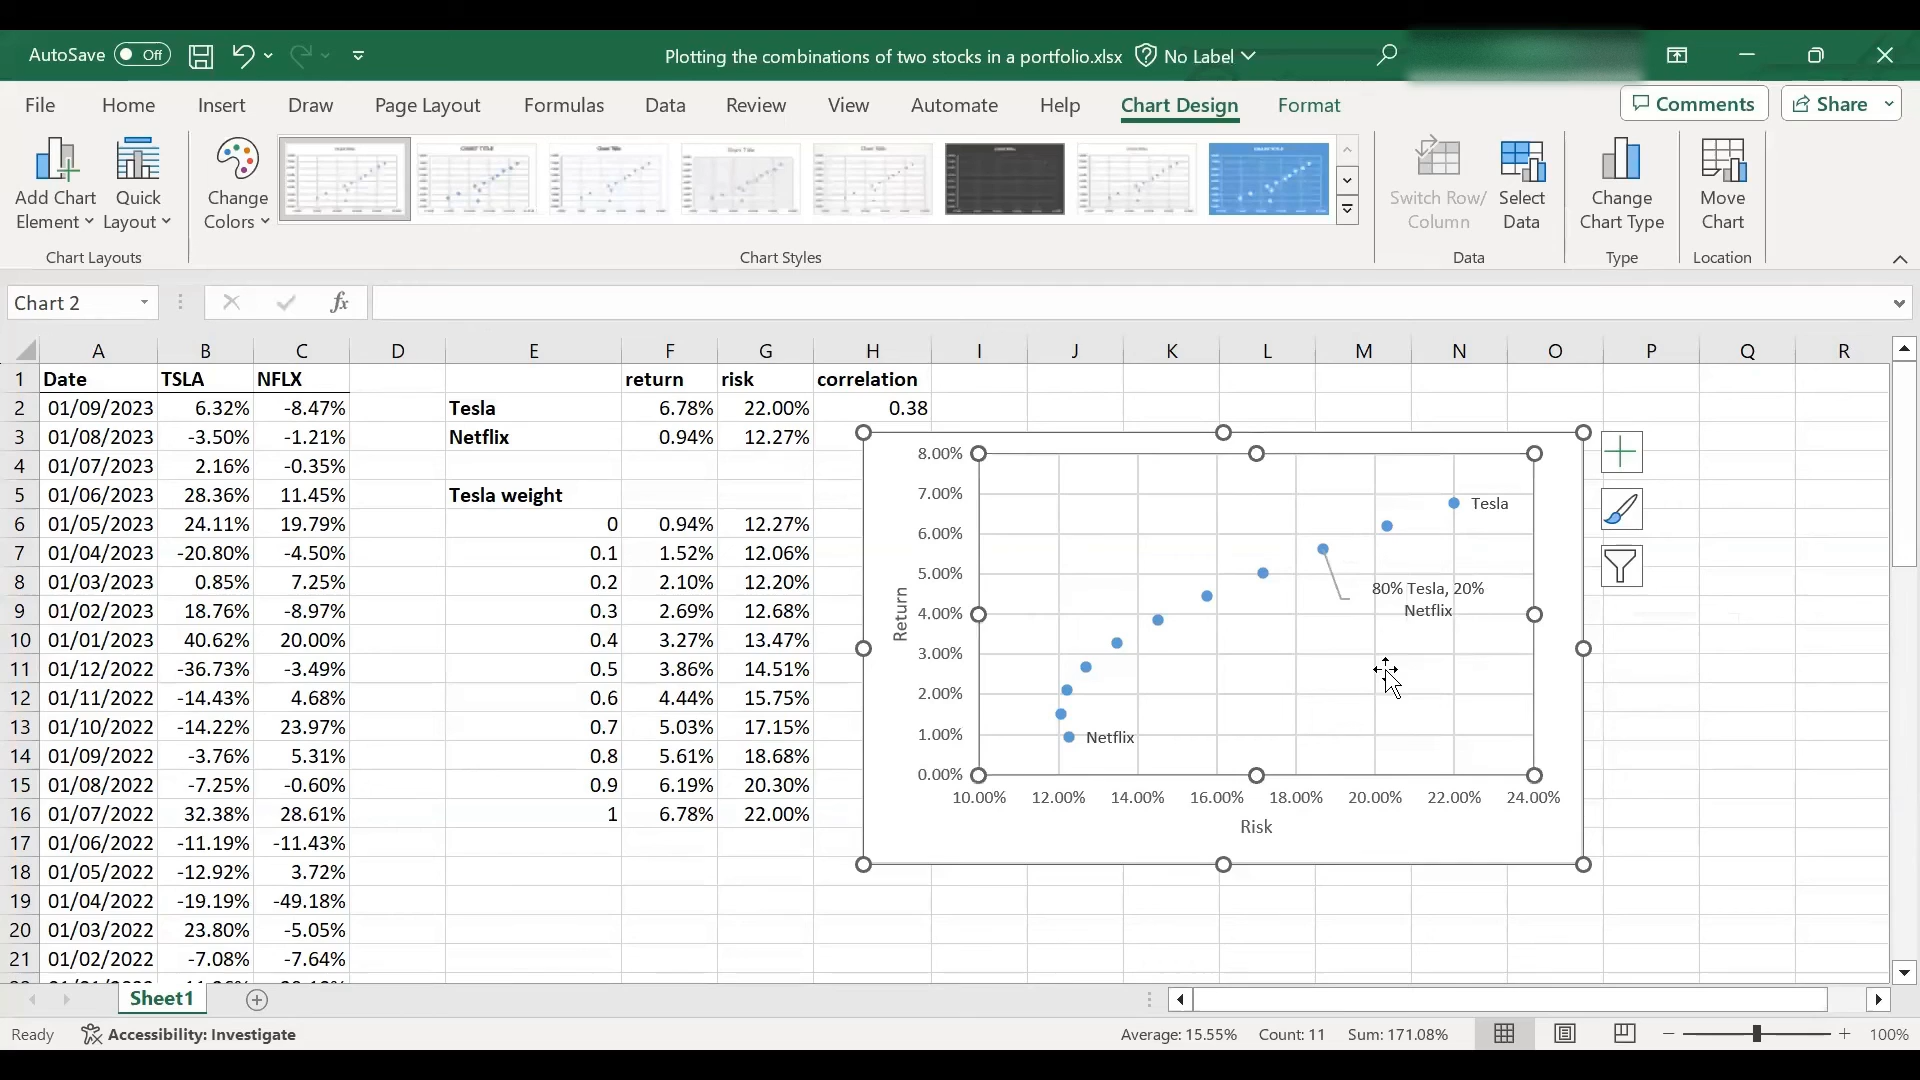 AutoSave Off Plotting the combinations of two stocks in a portfolio.xlsx No Label
File Home Insert Draw Page Layout Formulas Data Review View Automate Help Chart Design Format Comments Share
Add Chart Element Quick Layout Change Colors Switch Row/ Column Select Data Change Chart Type Move Chart
Chart Layouts Chart Styles Data Type Location
Chart 2 fx
A B C D E F G H I J K L M N O P Q R
1 Date TSLA NFLX return risk correlation
2 01/09/2023 6.32% -8.47% Tesla 6.78% 22.00% 0.38
3 01/08/2023 -3.50% -1.21% Netflix 0.94% 12.27%
4 01/07/2023 2.16% -0.35%
5 01/06/2023 28.36% 11.45% Tesla weight
6 01/05/2023 24.11% 19.79% 0 0.94% 12.27%
7 01/04/2023 -20.80% -4.50% 0.1 1.52% 12.06%
8 01/03/2023 0.85% 7.25% 0.2 2.10% 12.20%
9 01/02/2023 18.76% -8.97% 0.3 2.69% 12.68%
10 01/01/2023 40.62% 20.00% 0.4 3.27% 13.47%
11 01/12/2022 -36.73% -3.49% 0.5 3.86% 14.51%
12 01/11/2022 -14.43% 4.68% 0.6 4.44% 15.75%
13 01/10/2022 -14.22% 23.97% 0.7 5.03% 17.15%
14 01/09/2022 -3.76% 5.31% 0.8 5.61% 18.68%
15 01/08/2022 -7.25% -0.60% 0.9 6.19% 20.30%
16 01/07/2022 32.38% 28.61% 1 6.78% 22.00%
17 01/06/2022 -11.19% -11.43%
18 01/05/2022 -12.92% 3.72%
19 01/04/2022 -19.19% -49.18%
20 01/03/2022 23.80% -5.05%
21 01/02/2022 -7.08% -7.64%
8.00%
7.00%
6.00%
5.00%
4.00%
3.00%
2.00%
1.00%
0.00%
Return
Tesla
80% Tesla, 20%
Netflix
Netflix
10.00% 12.00% 14.00% 16.00% 18.00% 20.00% 22.00% 24.00%
Risk
Sheet1
Ready Accessibility: Investigate Average: 15.55% Count: 11 Sum: 171.08% 100%